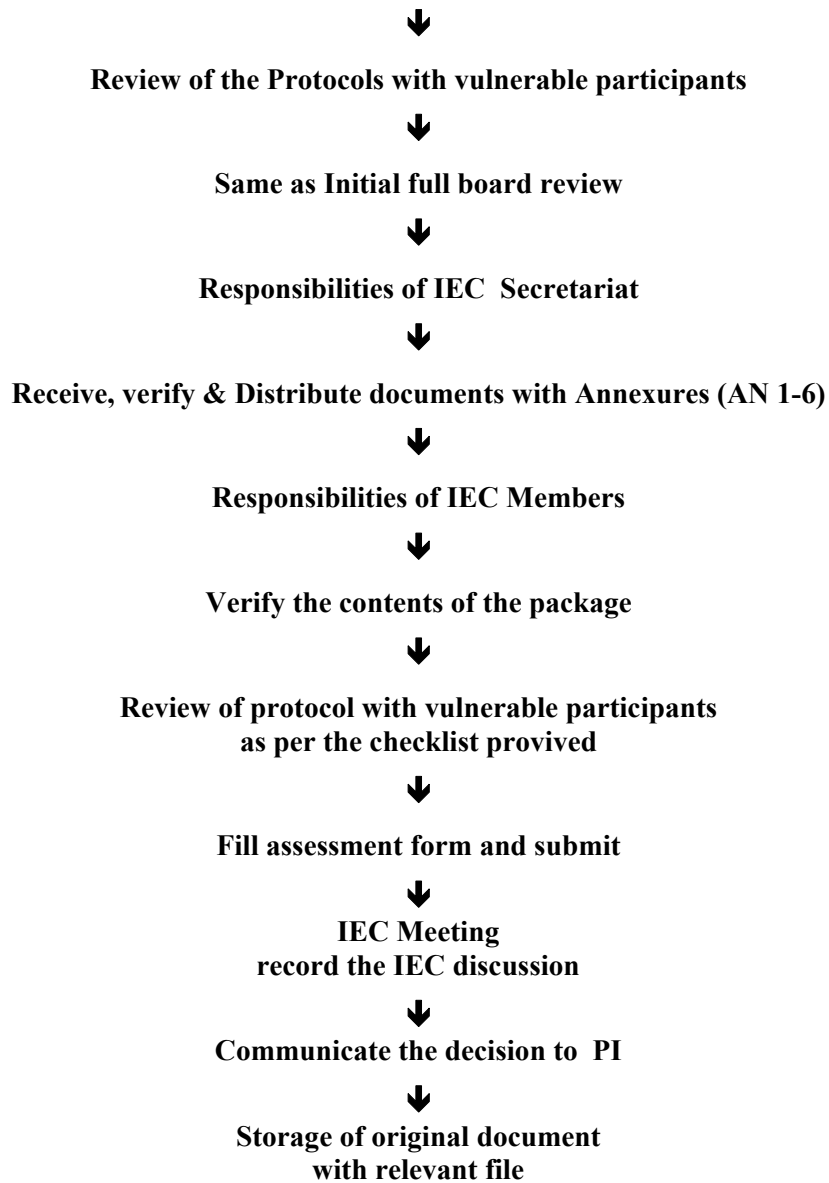 Review of the Protocols with vulnerable participants
Same as Initial full board review
Responsibilities of IEC Secretariat
Receive, verify & Distribute documents with Annexures (AN 1-6)
Responsibilities of IEC Members
Verify the contents of the package
Review of protocol with vulnerable participants
as per the checklist provived
Fill assessment form and submit
IEC Meeting
record the IEC discussion
Communicate the decision to PI
Storage of original document
with relevant file